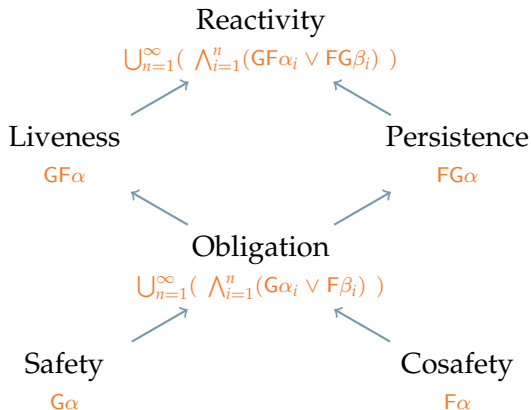 Reactivity
⋃_{n=1}^{∞}( ⋀_{i=1}^{n}(GFα_i ∨ FGβ_i) )
Liveness
Persistence
GFα
FGα
Obligation
⋃_{n=1}^{∞}( ⋀_{i=1}^{n}(Gα_i ∨ Fβ_i) )
Safety
Cosafety
Gα
Fα